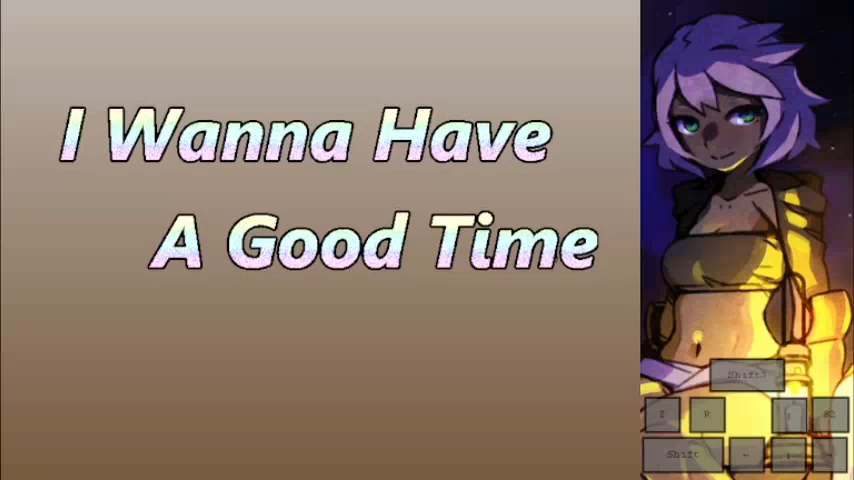 I Wanna Have
A Good Time
Shift
Z R
Shift ← ↓ →